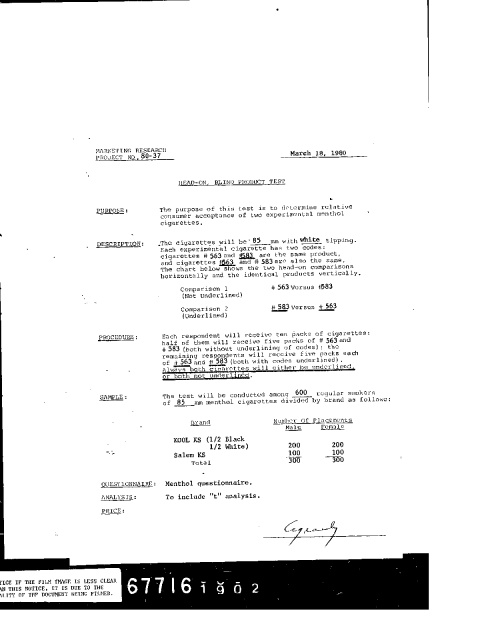 MARKETING RESEARCH
PROJECT NO. 80-37
March 18, 1980
HEAD-ON, BLIND PRODUCT TEST
PURPOSE:
The purpose of this test is to determine relative
consumer acceptance of two experimental menthol
cigarettes.
DESCRIPTION:
The cigarettes will be 85 mm with white tipping.
Each experimental cigarette has two codes:
cigarettes # 563 and #583 are the same product,
and cigarettes #563 and # 583 are also the same.
The chart below shows the two head-on comparisons
horizontally and the identical products vertically.
Comparison 1 # 563 Versus #583
(Not Underlined)
Comparison 2 # 583 Versus # 563
(Underlined)
PROCEDURE:
Each respondent will receive ten packs of cigarettes:
half of them will receive five packs of # 563 and
# 583 (both without underlining of codes); the
remaining respondents will receive five packs each
of # 563 and # 583 (both with codes underlined).
Always both cigarettes will either be underlined,
or both not underlined.
SAMPLE:
The test will be conducted among 600 regular smokers
of 85 mm menthol cigarettes divided by brand as follows:
Brand Number Of Placements
Male Female
KOOL KS (1/2 Black
1/2 White) 200 200
Salem KS 100 100
Total 300 300
QUESTIONNAIRE: Menthol questionnaire.
ANALYSIS: To include "t" analysis.
PRICE:
TICE IF THE FILM IMAGE IS LESS CLEAR
AN THIS NOTICE, IT IS DUE TO THE
ALITY OF THE DOCUMENT BEING FILMED.
67716 1902